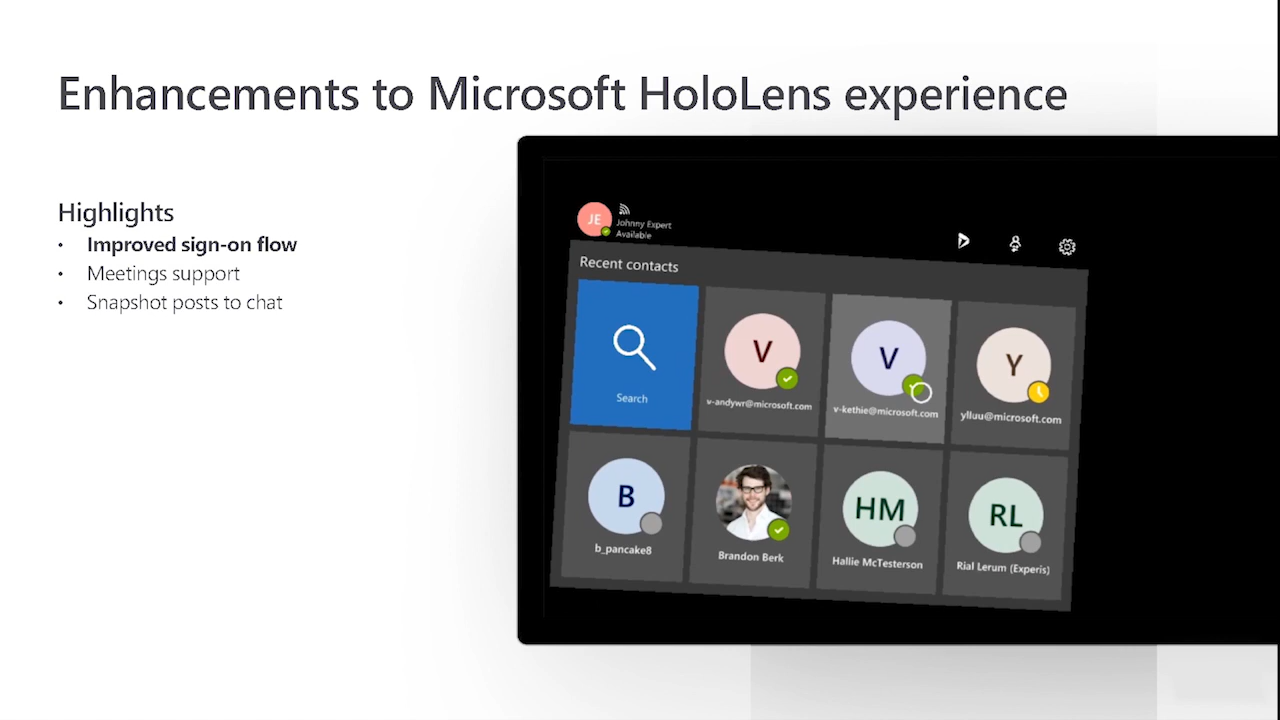 Enhancements to Microsoft HoloLens experience
Highlights
• Improved sign-on flow
• Meetings support
• Snapshot posts to chat
JE
Johnny Expert
Available
Recent contacts
Search
V
v-andywr@microsoft.com
V
v-kethie@microsoft.com
Y
ylluu@microsoft.com
B
b_pancake8
Brandon Berk
HM
Hallie McTesterson
RL
Rial Lerum (Experis)